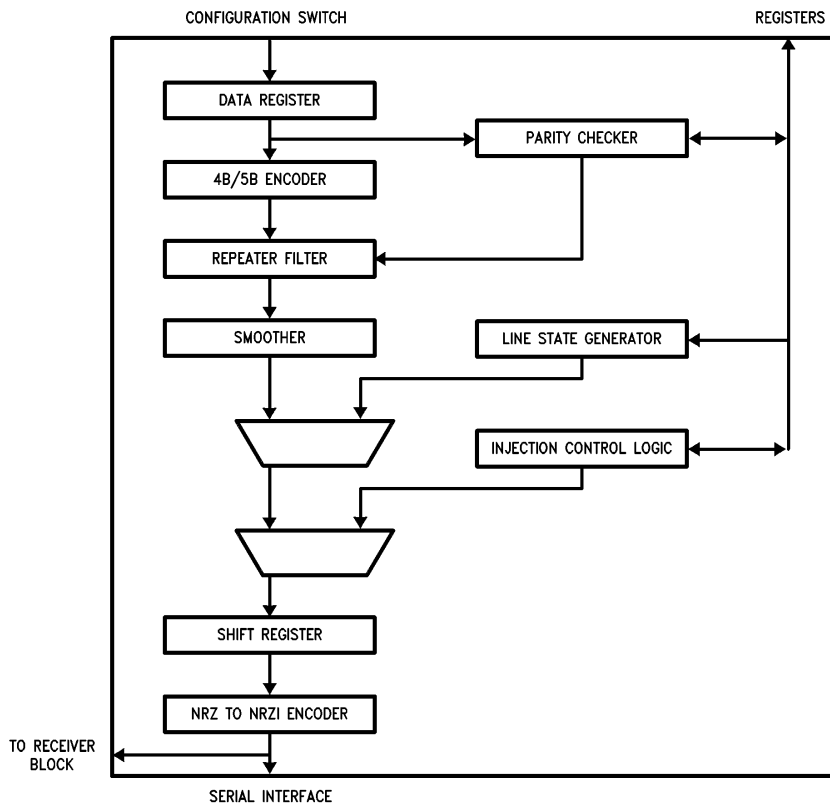 CONFIGURATION SWITCH
REGISTERS
DATA REGISTER
PARITY CHECKER
4B/5B ENCODER
REPEATER FILTER
SMOOTHER
LINE STATE GENERATOR
INJECTION CONTROL LOGIC
SHIFT REGISTER
NRZ TO NRZI ENCODER
TO RECEIVER
BLOCK
SERIAL INTERFACE